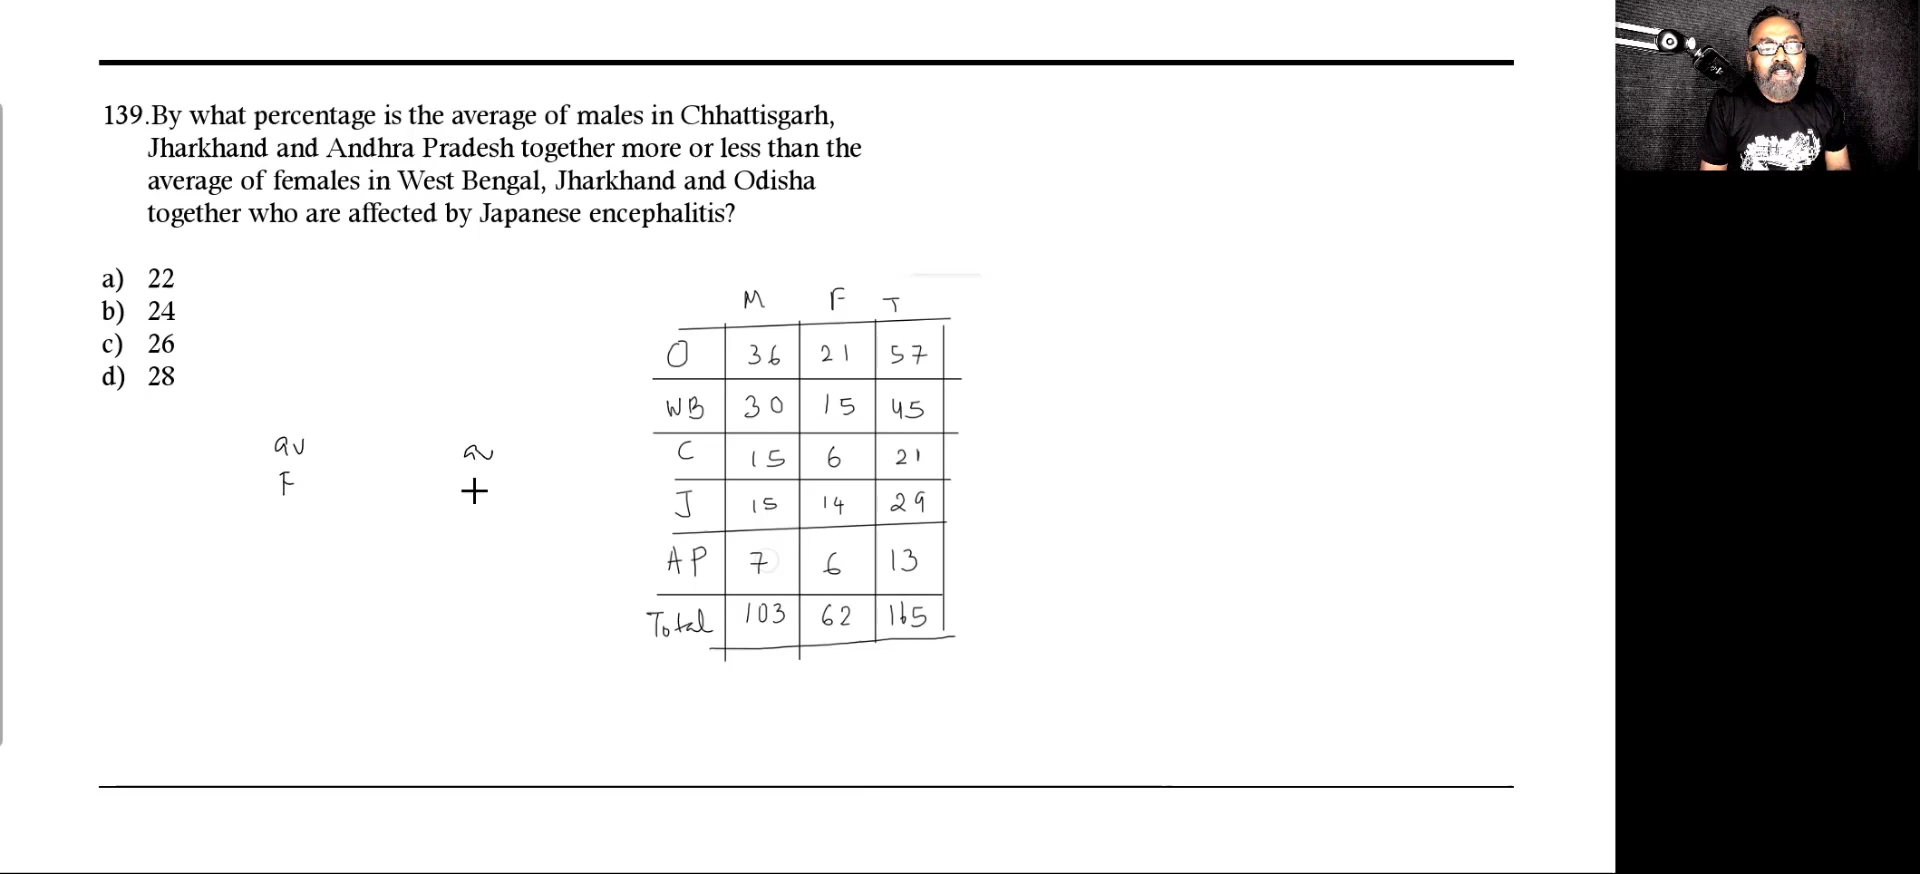 139.By what percentage is the average of males in Chhattisgarh,
Jharkhand and Andhra Pradesh together more or less than the
average of females in West Bengal, Jharkhand and Odisha
together who are affected by Japanese encephalitis?
a) 22
b) 24
c) 26
d) 28
av av
F
M F T
O 36 21 57
WB 30 15 45
C 15 6 21
J 15 14 29
AP 7 6 13
Total 103 62 165